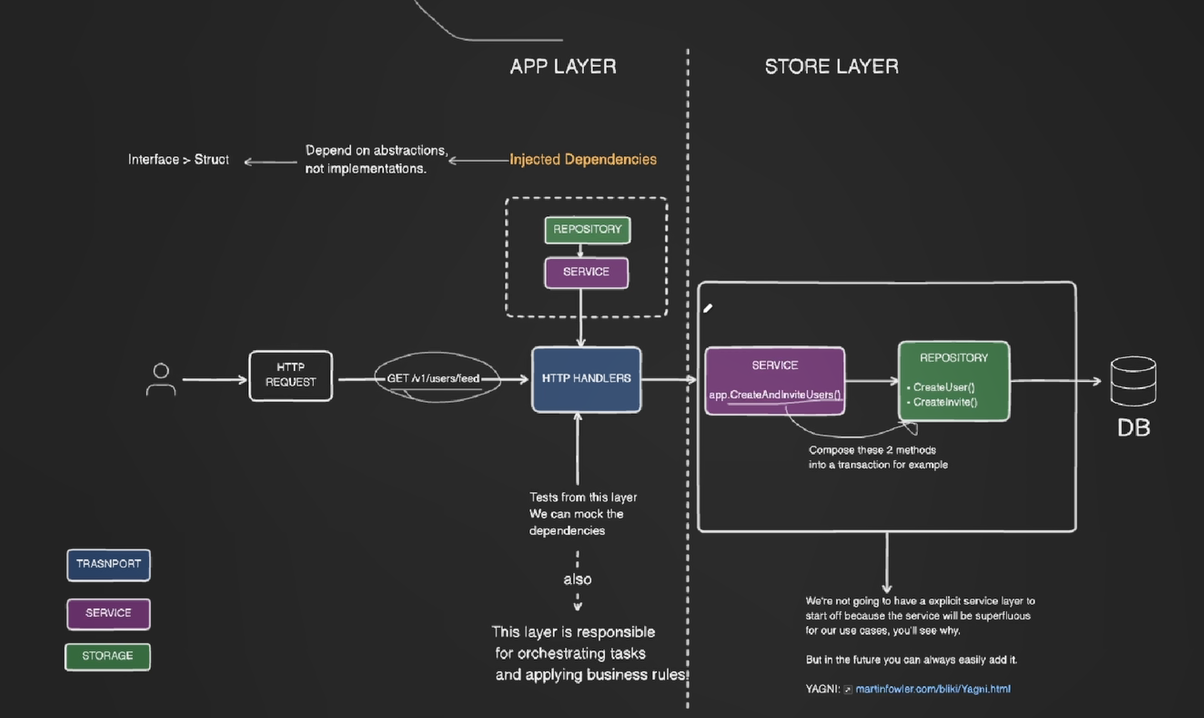 APP LAYER
STORE LAYER
Interface > Struct
Depend on abstractions,
not implementations.
Injected Dependencies
REPOSITORY
SERVICE
HTTP
REQUEST
GET /v1/users/feed
HTTP HANDLERS
SERVICE
app.CreateAndInviteUsers()
REPOSITORY
• CreateUser()
• CreateInvite()
DB
Compose these 2 methods
into a transaction for example
Tests from this layer
We can mock the
dependencies
also
This layer is responsible
for orchestrating tasks
and applying business rules
TRASNPORT
SERVICE
STORAGE
We're not going to have a explicit service layer to
start off because the service will be superfluous
for our use cases, you'll see why.
But in the future you can always easily add it.
YAGNI: martinfowler.com/bliki/Yagni.html